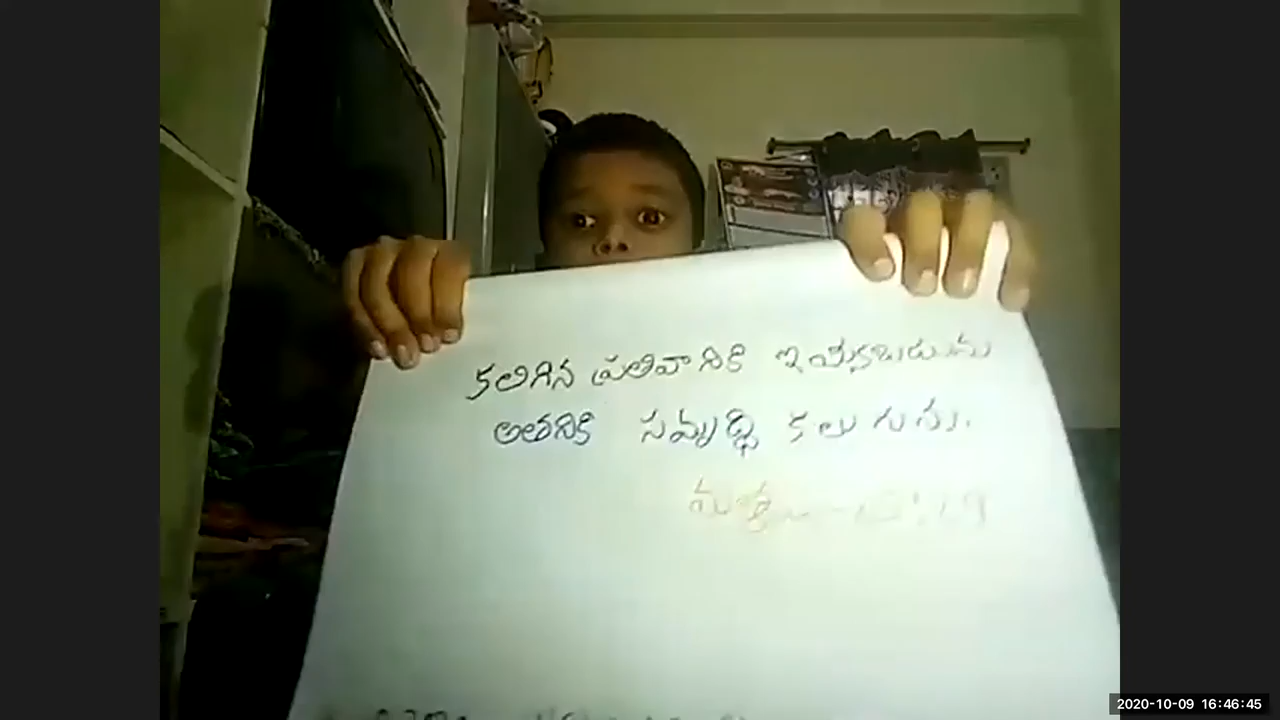 కలిగిన ప్రతివానికి ఇయ్యబడును
అతనికి సమృద్ధి కలుగును.
2020-10-09 16:46:45